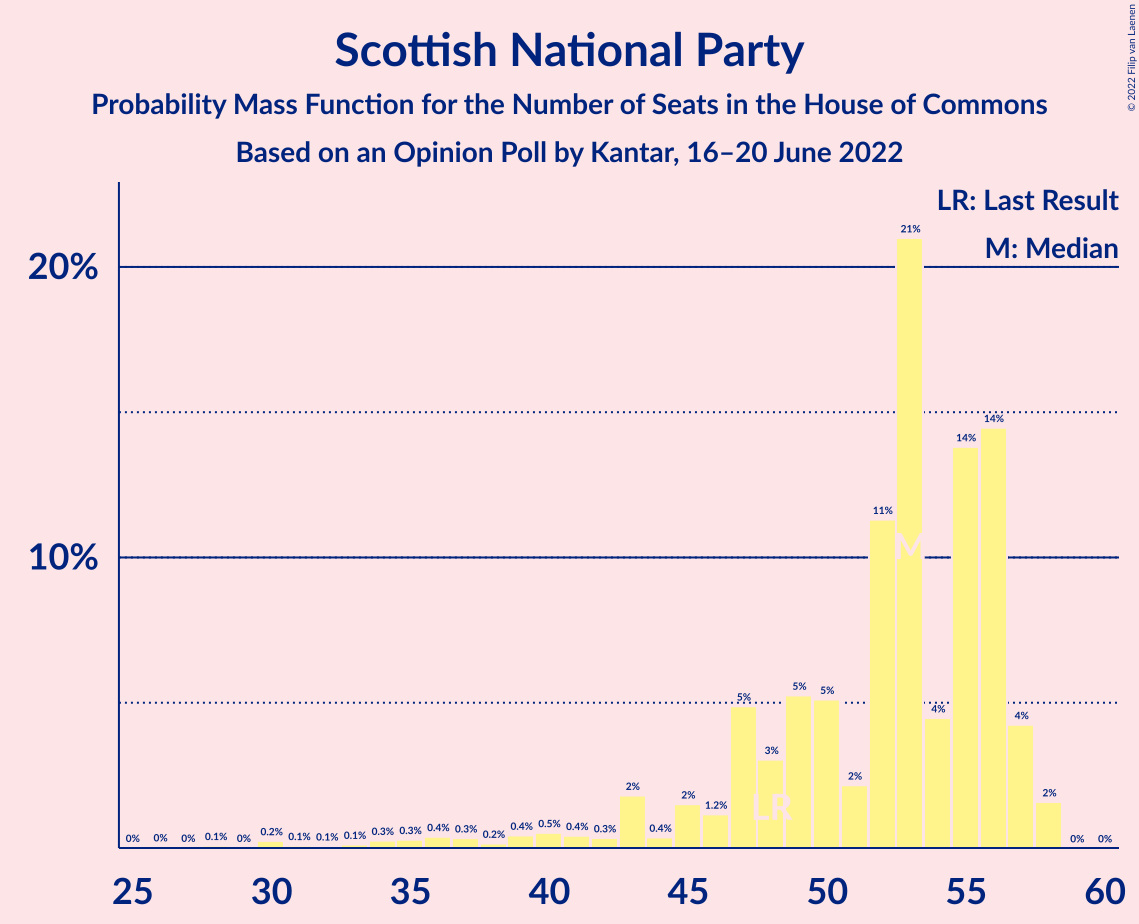 Scottish National Party
Probability Mass Function for the Number of Seats in the House of Commons
Based on an Opinion Poll by Kantar, 16–20 June 2022
© 2022 Filip van Laenen
LR: Last Result
M: Median
20%
10%
0% 0% 0% 0.1% 0% 0.2% 0.1% 0.1% 0.1% 0.3% 0.3% 0.4% 0.3% 0.2% 0.4% 0.5% 0.4% 0.3% 2% 0.4% 2% 1.2% 5% 3% 5% 5% 2% 11% 21% 4% 14% 14% 4% 2% 0% 0%
M
LR
25 30 35 40 45 50 55 60